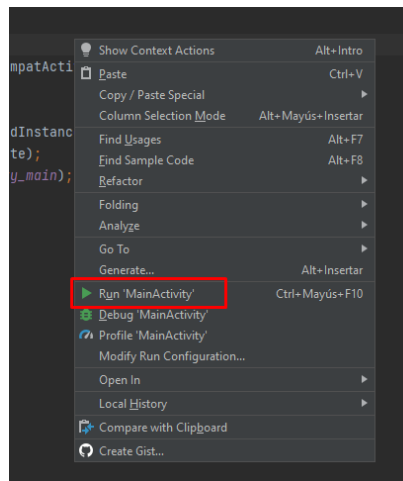 Show Context Actions Alt+Intro
mpatActi
Paste Ctrl+V
Copy / Paste Special
Column Selection Mode Alt+Mayús+Insertar
dInstanc
Find Usages Alt+F7
te);
Find Sample Code Alt+F8
y_main);
Refactor
Folding
Analyze
Go To
Generate... Alt+Insertar
Run 'MainActivity' Ctrl+Mayús+F10
Debug 'MainActivity'
Profile 'MainActivity'
Modify Run Configuration...
Open In
Local History
Compare with Clipboard
Create Gist...